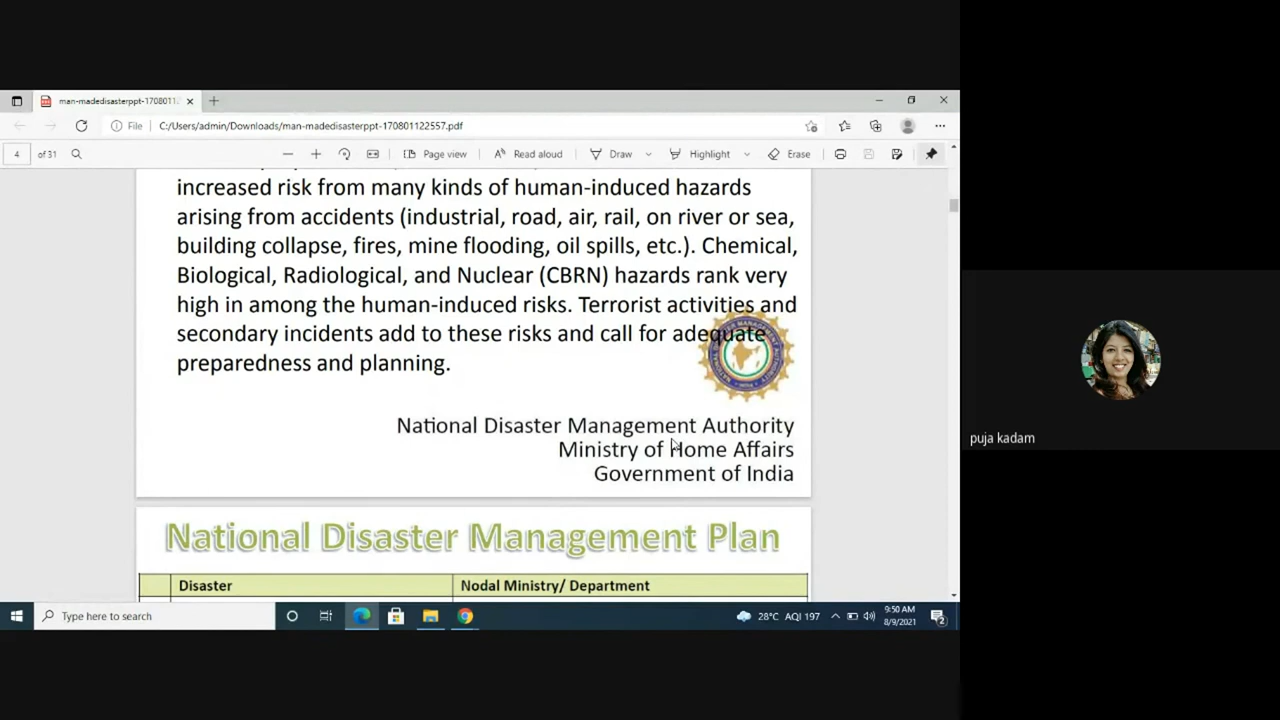 man-madedisasterppt-170801122
File
C:/Users/admin/Downloads/man-madedisasterppt-170801122557.pdf
4 of 31
Page view
Read aloud
Draw
Highlight
Erase
increased risk from many kinds of human-induced hazards
arising from accidents (industrial, road, air, rail, on river or sea,
building collapse, fires, mine flooding, oil spills, etc.). Chemical,
Biological, Radiological, and Nuclear (CBRN) hazards rank very
high in among the human-induced risks. Terrorist activities and
secondary incidents add to these risks and call for adequate
preparedness and planning.
National Disaster Management Authority
Ministry of Home Affairs
Government of India
National Disaster Management Plan
Disaster
Nodal Ministry/ Department
puja kadam
Type here to search
28°C AQI 197
9:50 AM
8/9/2021
2